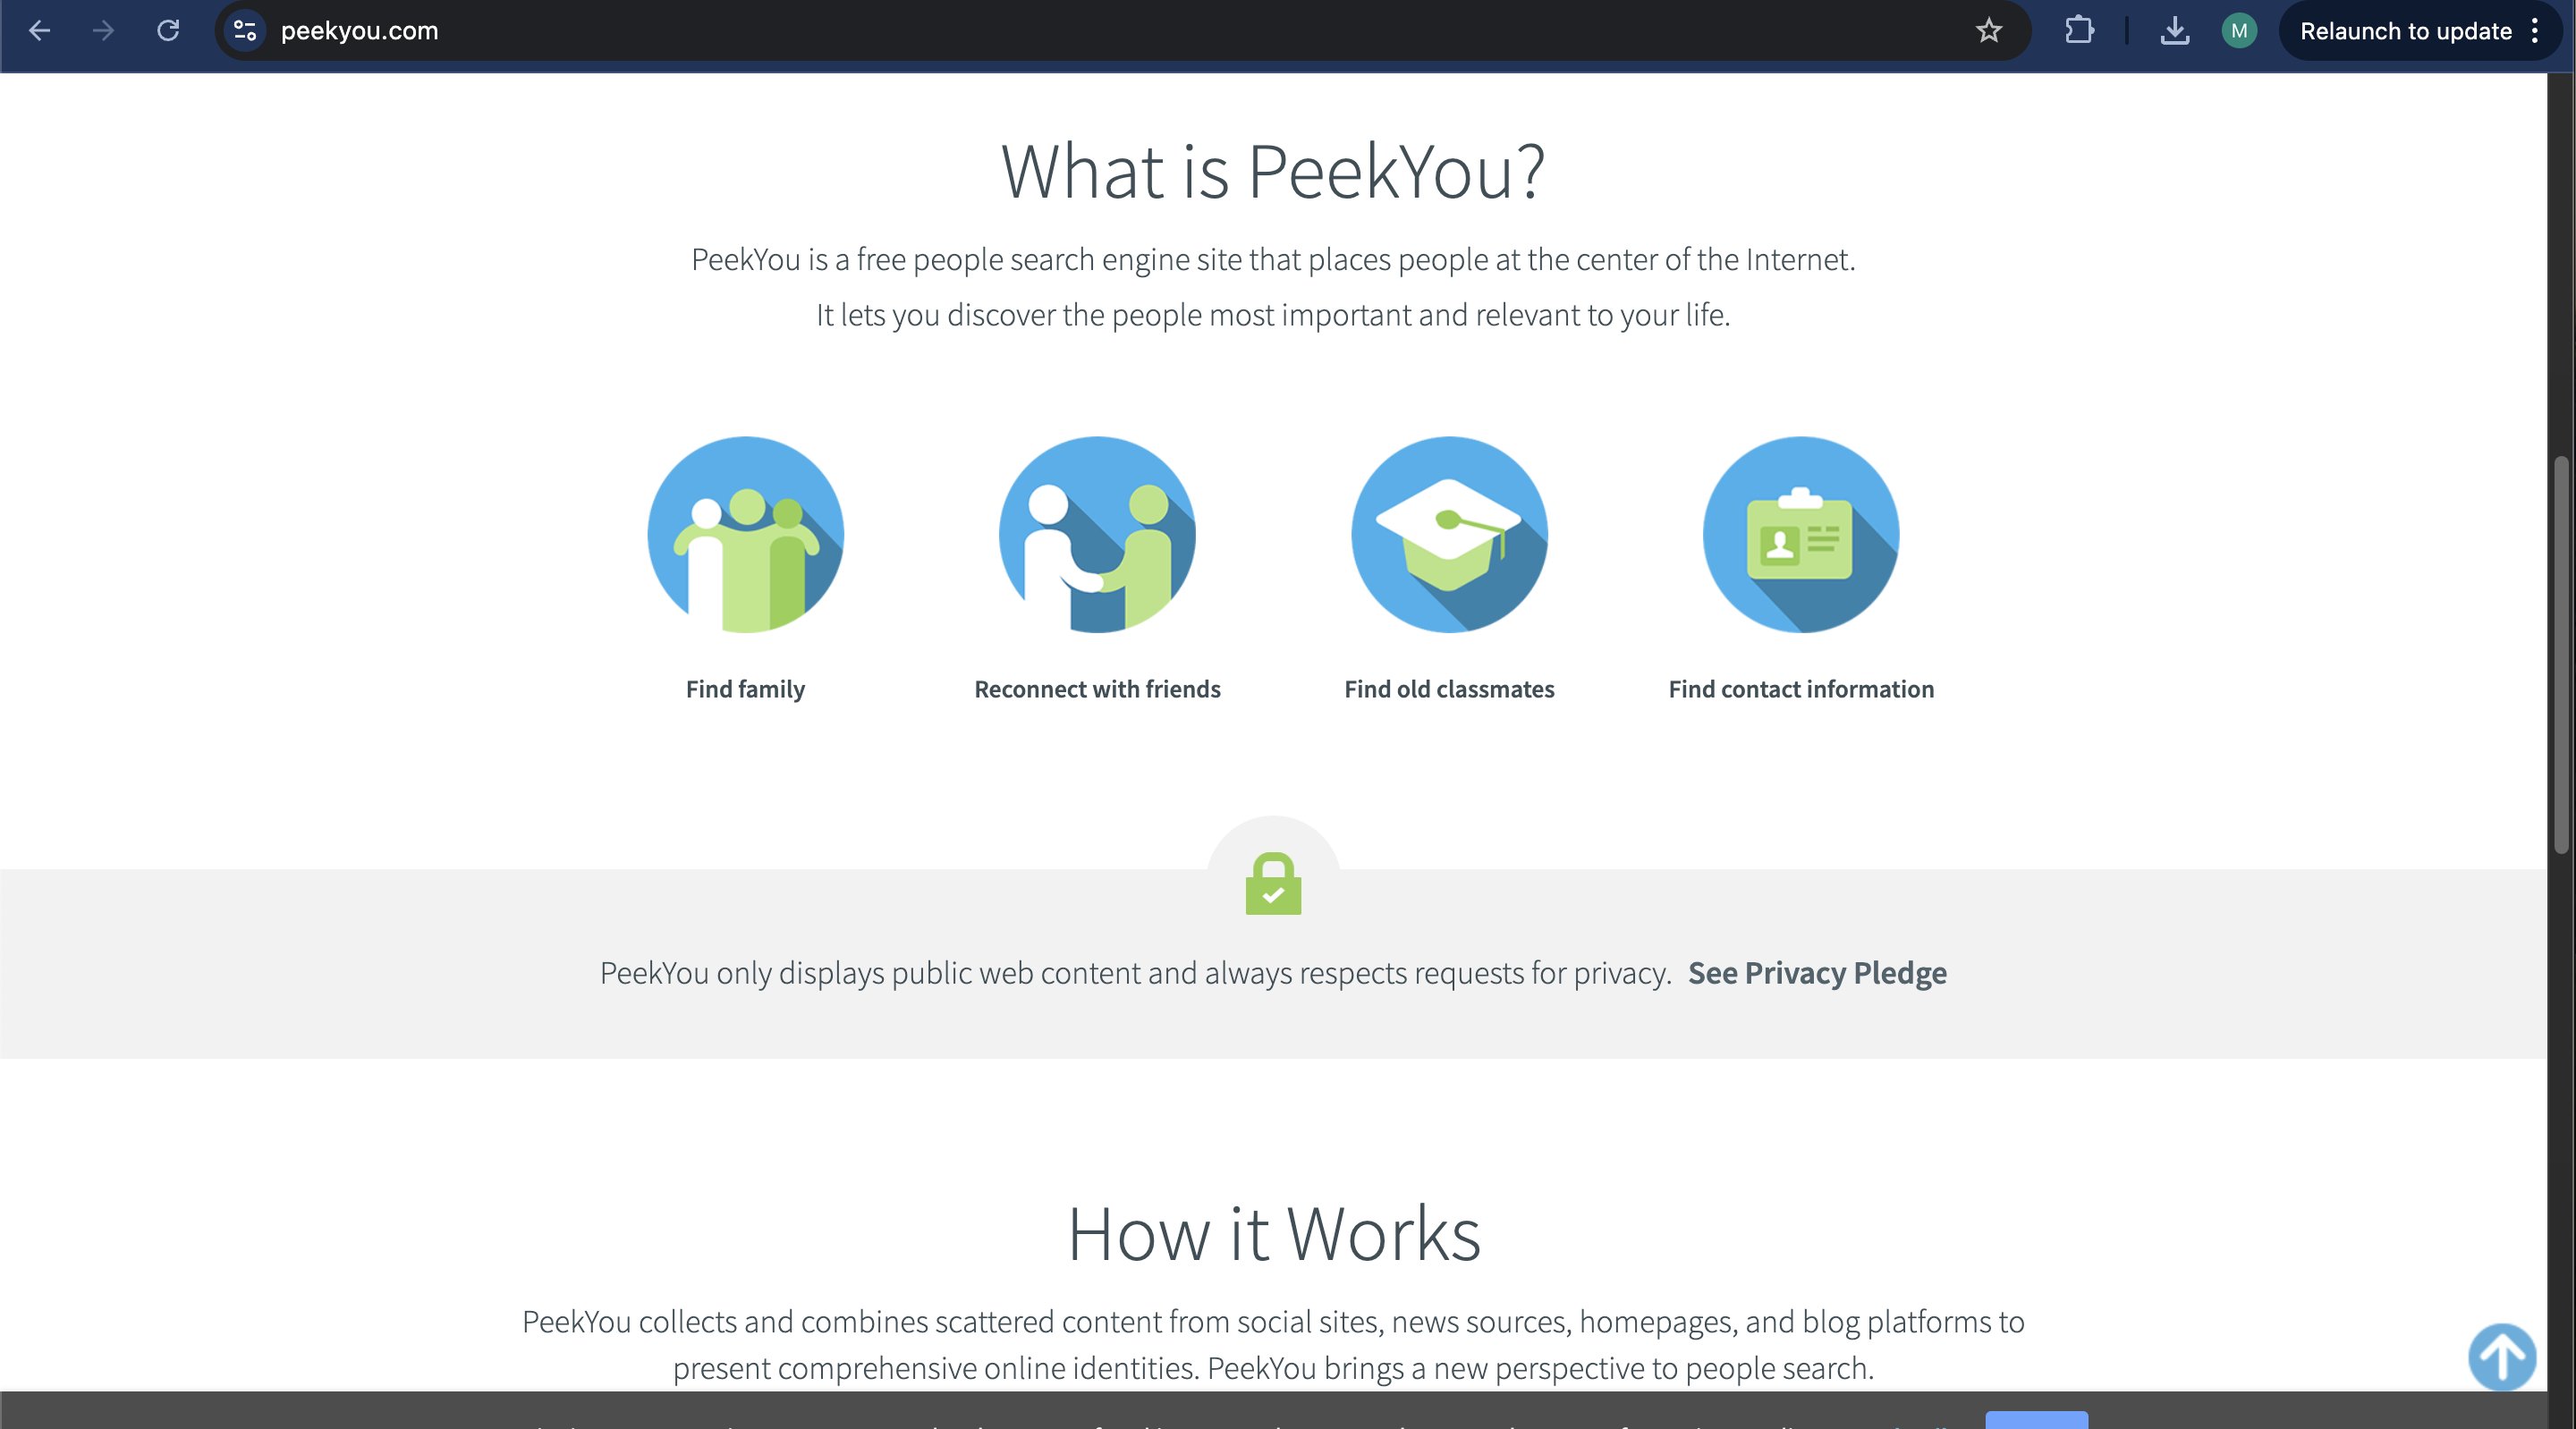 peekyou.com
M
Relaunch to update
What is PeekYou?
PeekYou is a free people search engine site that places people at the center of the Internet.
It lets you discover the people most important and relevant to your life.
Find family
Reconnect with friends
Find old classmates
Find contact information
PeekYou only displays public web content and always respects requests for privacy. See Privacy Pledge
How it Works
PeekYou collects and combines scattered content from social sites, news sources, homepages, and blog platforms to
present comprehensive online identities. PeekYou brings a new perspective to people search.